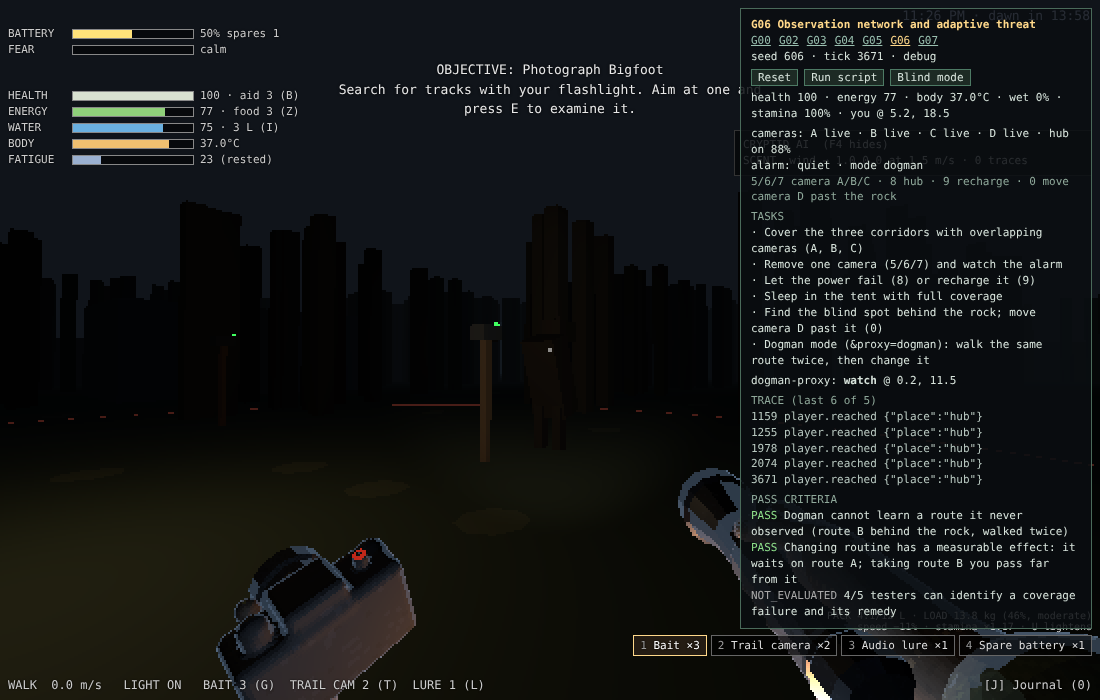 BATTERY 50% spares 1
FEAR calm
HEALTH 100 · aid 3 (B)
ENERGY 77 · food 3 (Z)
WATER 75 · 3 L (I)
BODY 37.0°C
FATIGUE 23 (rested)
OBJECTIVE: Photograph Bigfoot
Search for tracks with your flashlight. Aim at one and
press E to examine it.
11:26 PM · dawn in 13:58
G06 Observation network and adaptive threat
G00 G02 G03 G04 G05 G06 G07
seed 606 · tick 3671 · debug
Reset Run script Blind mode
health 100 · energy 77 · body 37.0°C · wet 0% ·
stamina 100% · you @ 5.2, 18.5
cameras: A live · B live · C live · D live · hub
on 88%
alarm: quiet · mode dogman
5/6/7 camera A/B/C · 8 hub · 9 recharge · 0 move
camera D past the rock
TASKS
· Cover the three corridors with overlapping
cameras (A, B, C)
· Remove one camera (5/6/7) and watch the alarm
· Let the power fail (8) or recharge it (9)
· Sleep in the tent with full coverage
· Find the blind spot behind the rock; move
camera D past it (0)
· Dogman mode (&proxy=dogman): walk the same
route twice, then change it
dogman-proxy: watch @ 0.2, 11.5
TRACE (last 6 of 5)
1159 player.reached {"place":"hub"}
1255 player.reached {"place":"hub"}
1978 player.reached {"place":"hub"}
2074 player.reached {"place":"hub"}
3671 player.reached {"place":"hub"}
PASS CRITERIA
PASS Dogman cannot learn a route it never
observed (route B behind the rock, walked twice)
PASS Changing routine has a measurable effect: it
waits on route A; taking route B you pass far
from it
NOT_EVALUATED 4/5 testers can identify a coverage
failure and its remedy
LOAD 13.8 kg (46%, moderate)
1 Bait ×3 2 Trail camera ×2 3 Audio lure ×1 4 Spare battery ×1
WALK 0.0 m/s LIGHT ON BAIT 3 (G) TRAIL CAM 2 (T) LURE 1 (L)
[J] Journal (0)